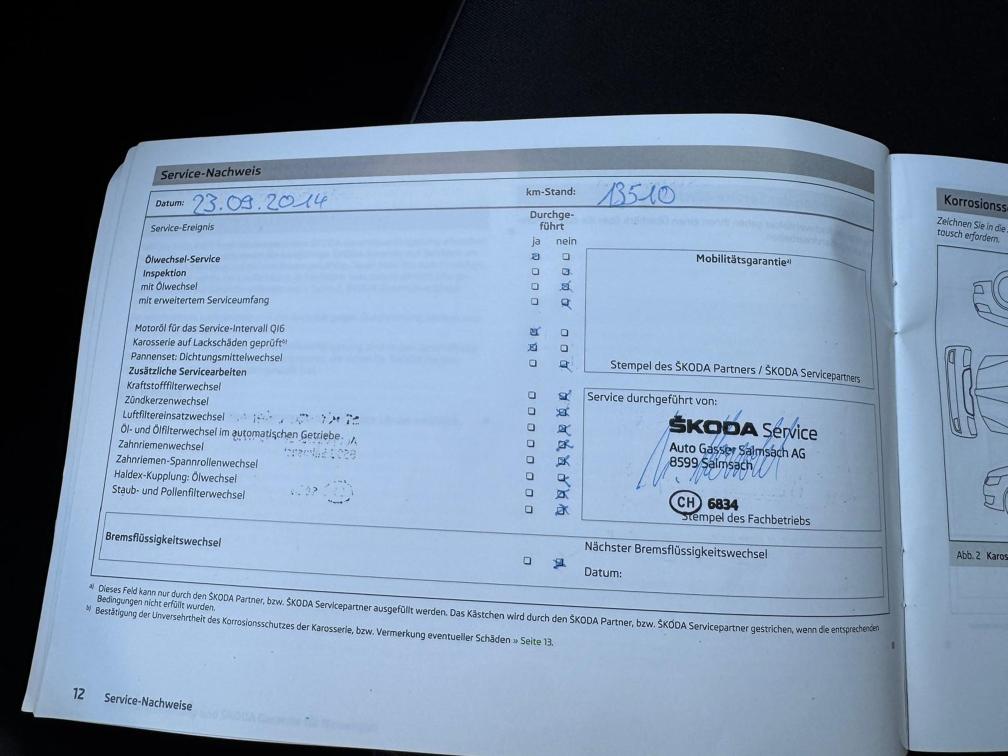 Service-Nachweis
Datum: 23.09.2014
km-Stand: 13510
Service-Ereignis
Durchge-
führt
ja nein
Ölwechsel-Service
Inspektion
mit Ölwechsel
mit erweitertem Serviceumfang
Motoröl für das Service-Intervall QI6
Karosserie auf Lackschäden geprüft b)
Pannenset: Dichtungsmittelwechsel
Zusätzliche Servicearbeiten
Kraftstofffilterwechsel
Zündkerzenwechsel
Luftfiltereinsatzwechsel
Öl- und Ölfilterwechsel im automatischen Getriebe
Zahnriemenwechsel
Zahnriemen-Spannrollenwechsel
Haldex-Kupplung: Ölwechsel
Staub- und Pollenfilterwechsel
Mobilitätsgarantie a)
Stempel des ŠKODA Partners / ŠKODA Servicepartners
Service durchgeführt von:
ŠKODA Service
Auto Gasser Salmsach AG
8599 Salmsach
CH 6834
Stempel des Fachbetriebs
Bremsflüssigkeitswechsel
Nächster Bremsflüssigkeitswechsel
Datum:
a) Dieses Feld kann nur durch den ŠKODA Partner, bzw. ŠKODA Servicepartner ausgefüllt werden. Das Kästchen wird durch den ŠKODA Partner, bzw. ŠKODA Servicepartner gestrichen, wenn die entsprechenden
Bedingungen nicht erfüllt wurden.
b) Bestätigung der Unversehrtheit des Korrosionsschutzes der Karosserie, bzw. Vermerkung eventueller Schäden » Seite 13.
12 Service-Nachweise
Korrosionss
Zeichnen Sie in die
tausch erfordern.
Abb. 2 Karos